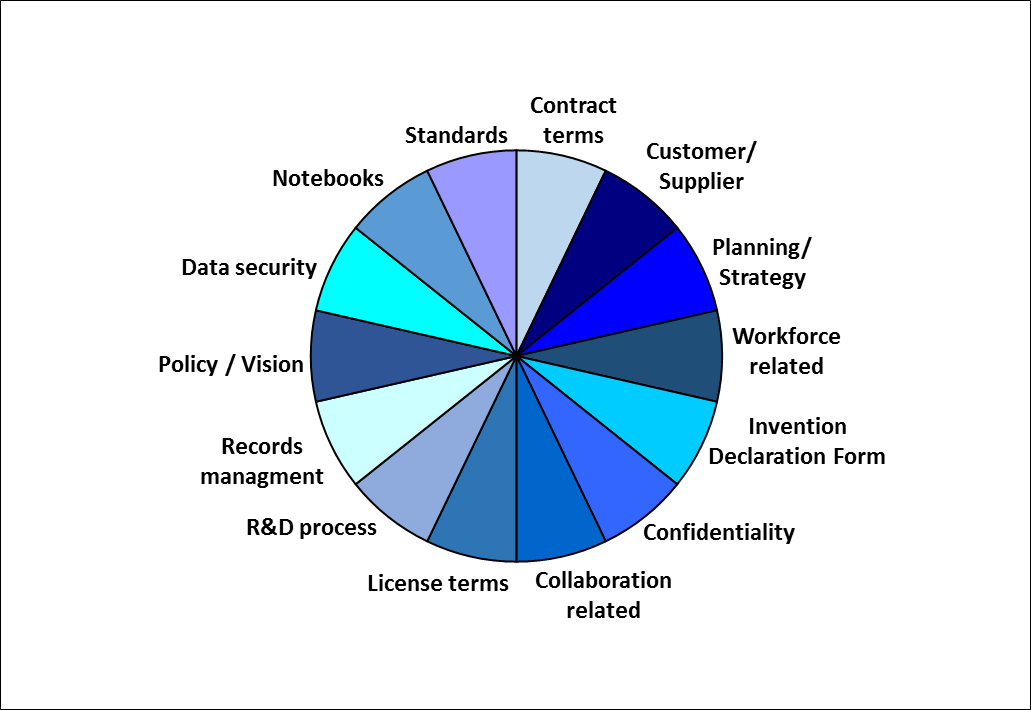 Contract
terms
Customer/
Supplier
Planning/
Strategy
Workforce
related
Invention
Declaration Form
Confidentiality
Collaboration
related
License terms
R&D process
Records
managment
Policy / Vision
Data security
Notebooks
Standards